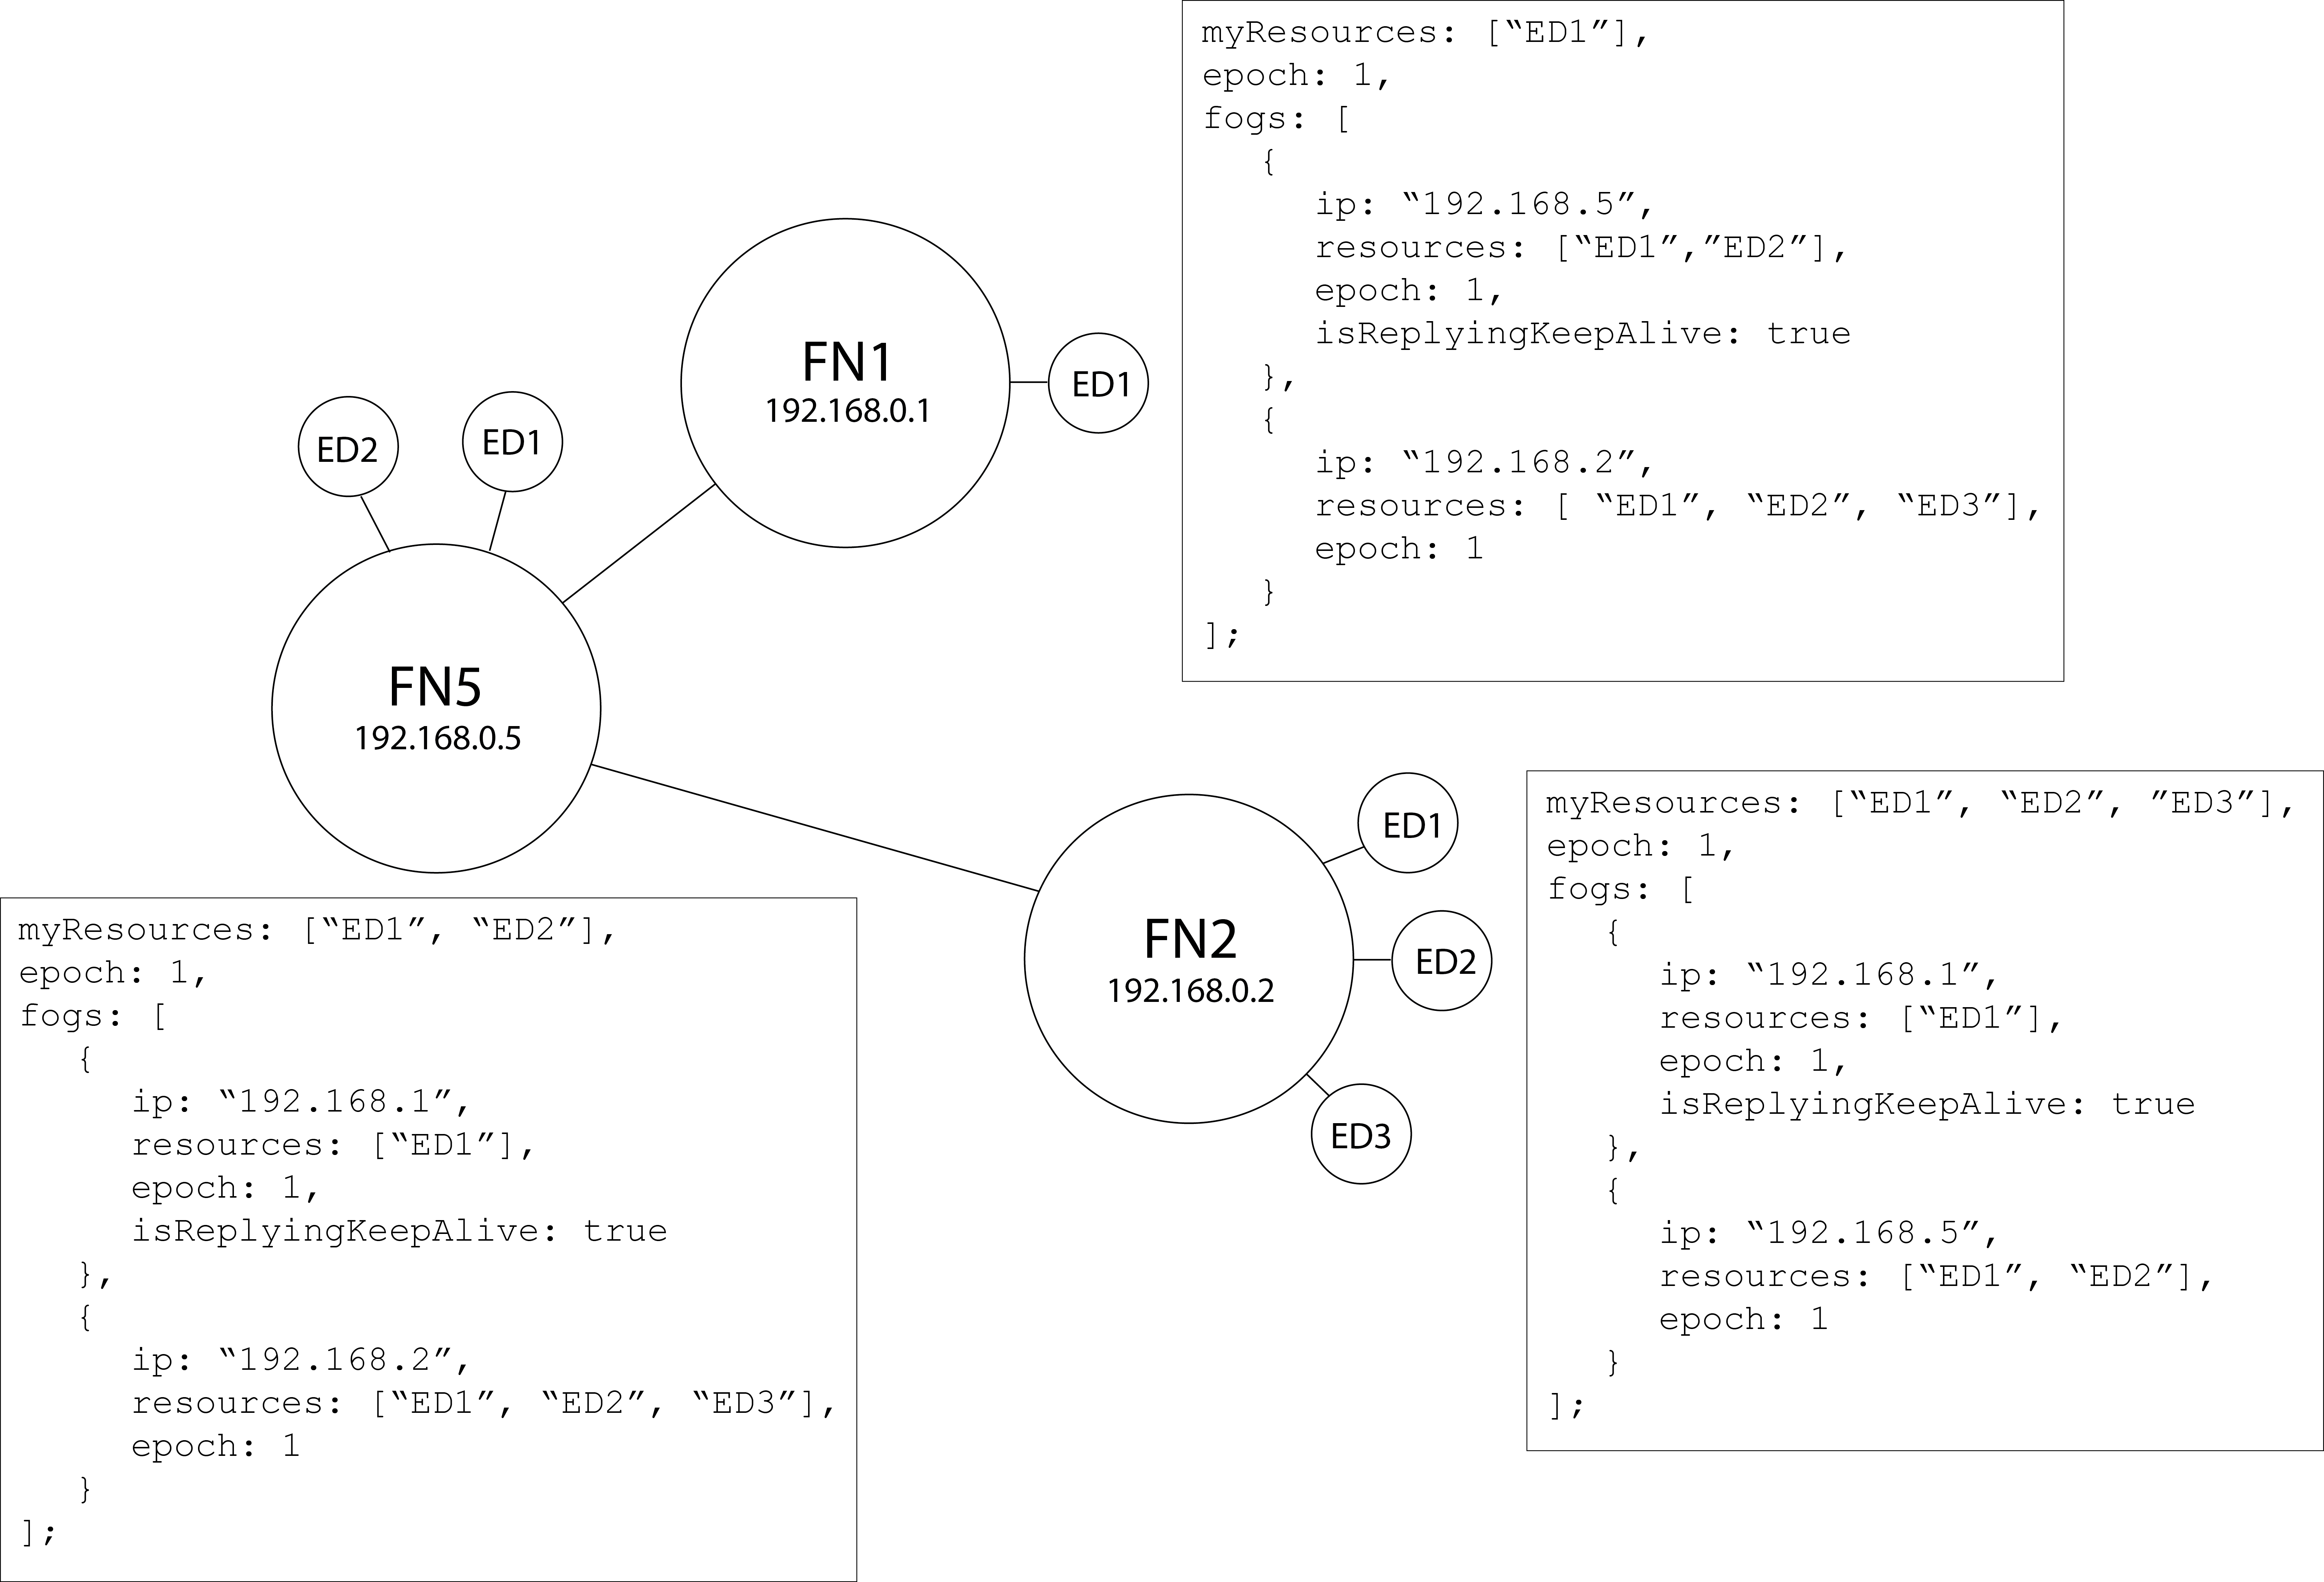 myResources: [“ED1”],
epoch: 1,
fogs: [
{
ip: “192.168.5”,
resources: [“ED1”,”ED2”],
epoch: 1,
isReplyingKeepAlive: true
},
{
ip: “192.168.2”,
resources: [ “ED1”, “ED2”, “ED3”],
epoch: 1
}
];
FN1
192.168.0.1
ED1
ED2
ED1
FN5
192.168.0.5
FN2
192.168.0.2
ED1
ED2
ED3
myResources: [“ED1”, “ED2”, ”ED3”],
epoch: 1,
fogs: [
{
ip: “192.168.1”,
resources: [“ED1”],
epoch: 1,
isReplyingKeepAlive: true
},
{
ip: “192.168.5”,
resources: [“ED1”, “ED2”],
epoch: 1
}
];
myResources: [“ED1”, “ED2”],
epoch: 1,
fogs: [
{
ip: “192.168.1”,
resources: [“ED1”],
epoch: 1,
isReplyingKeepAlive: true
},
{
ip: “192.168.2”,
resources: [“ED1”, “ED2”, “ED3”],
epoch: 1
}
];